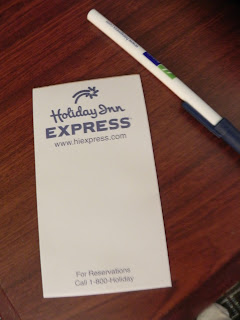 Holiday Inn
EXPRESS
www.hiexpress.com
For Reservations
Call 1-800-Holiday